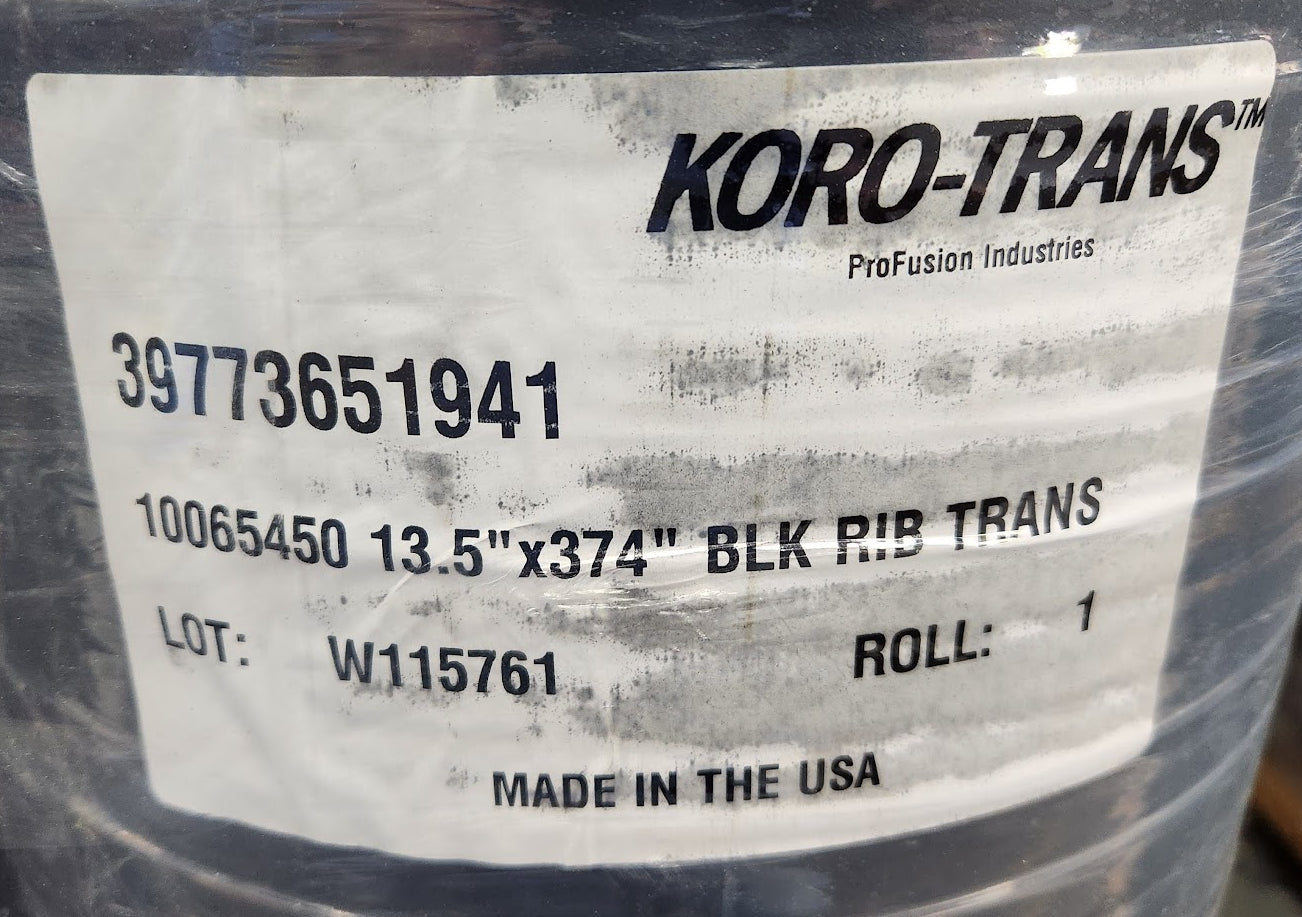 KORO-TRANS™
ProFusion Industries
39773651941
10065450 13.5"x374" BLK RIB TRANS
LOT: W115761 ROLL: 1
MADE IN THE USA